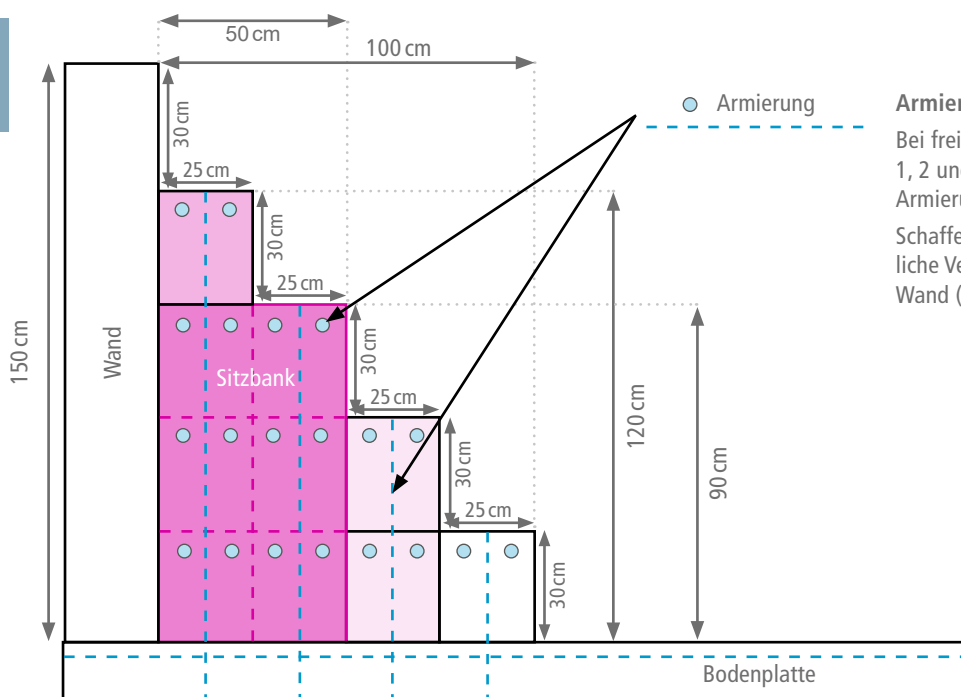 50 cm
100 cm
30 cm
25 cm
Armierung
Bei frei
1, 2 un
Schaffe
liche Ve
Wand (
150 cm
Wand
30 cm
25 cm
Sitzbank
30 cm
25 cm
120 cm
90 cm
30 cm
25 cm
30 cm
Bodenplatte